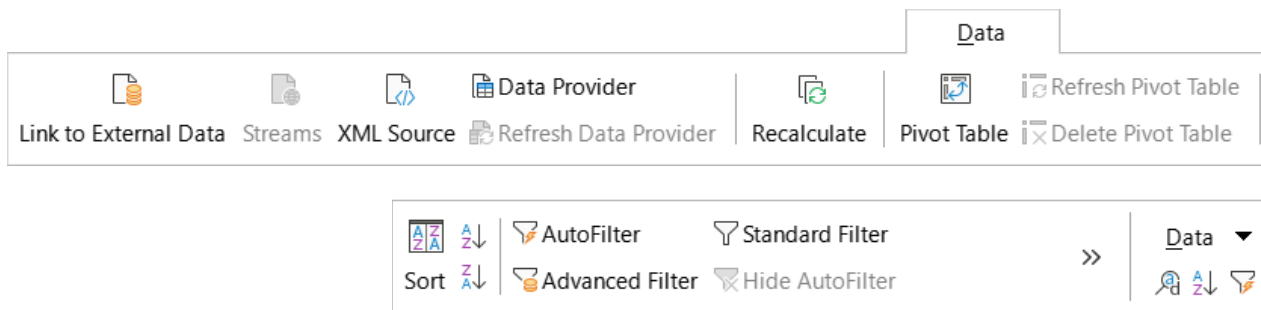 Data
Data Provider Refresh Pivot Table
Link to External Data Streams XML Source Refresh Data Provider Recalculate Pivot Table Delete Pivot Table
AutoFilter Standard Filter Data
Sort Advanced Filter Hide AutoFilter